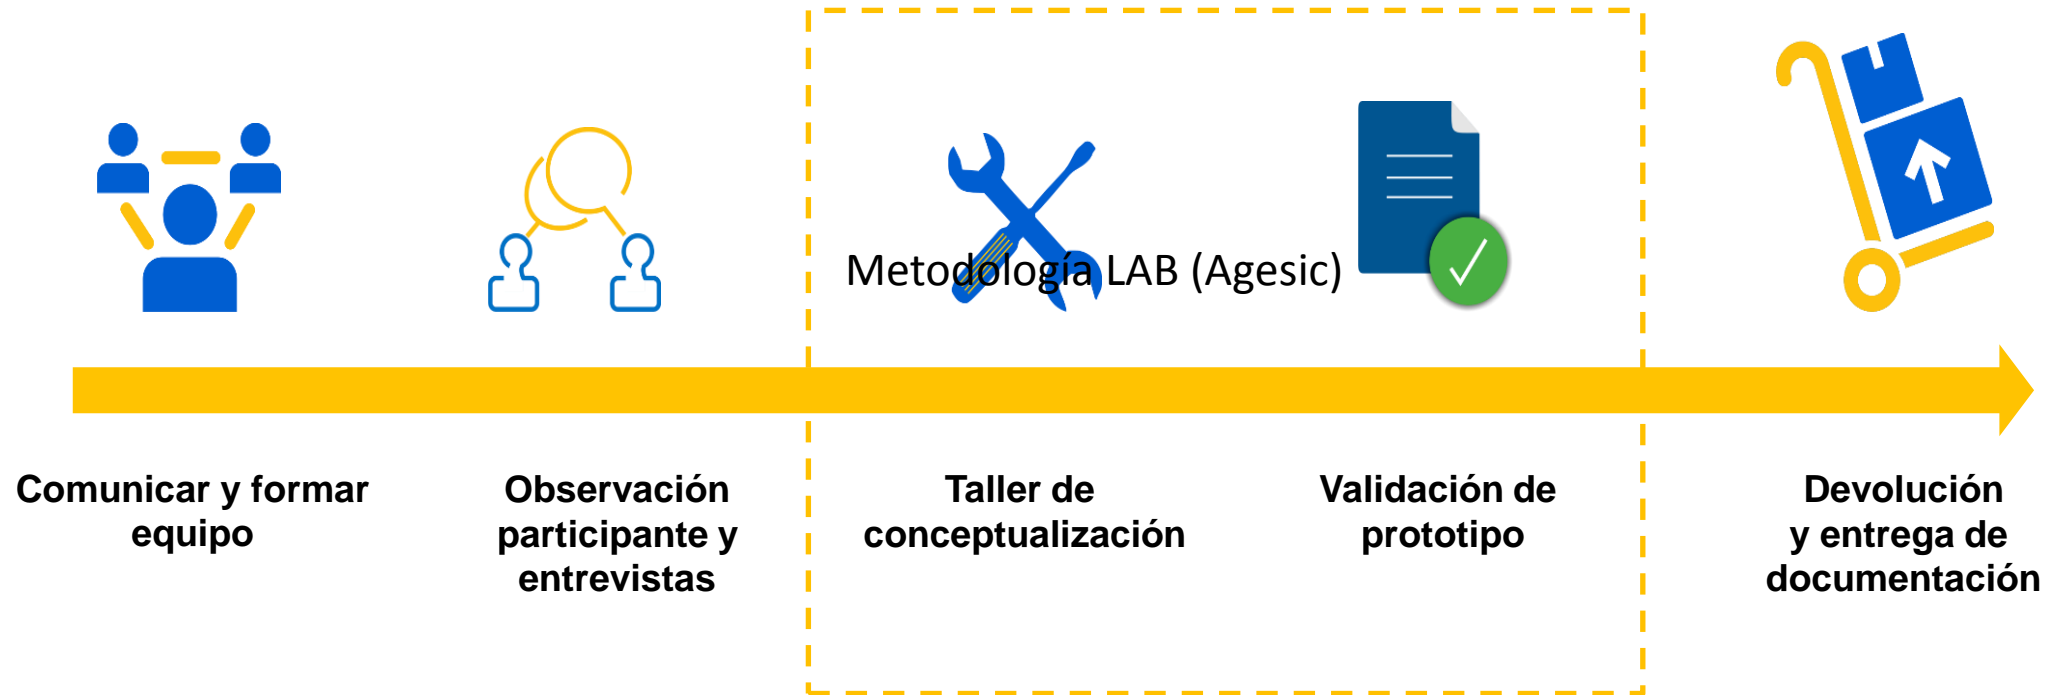 Metodología LAB (Agesic)
Comunicar y formar
equipo
Observación
participante y
entrevistas
Taller de
conceptualización
Validación de
prototipo
Devolución
y entrega de
documentación